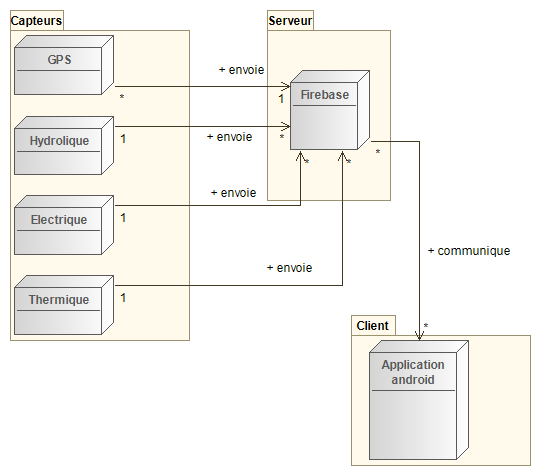 Capteurs
Serveur
GPS
+ envoie
*
1
Firebase
Hydrolique
1
+ envoie
*
Electrique
+ envoie
1
*
*
*
Thermique
+ envoie
1
+ communique
*
Client
Application
android